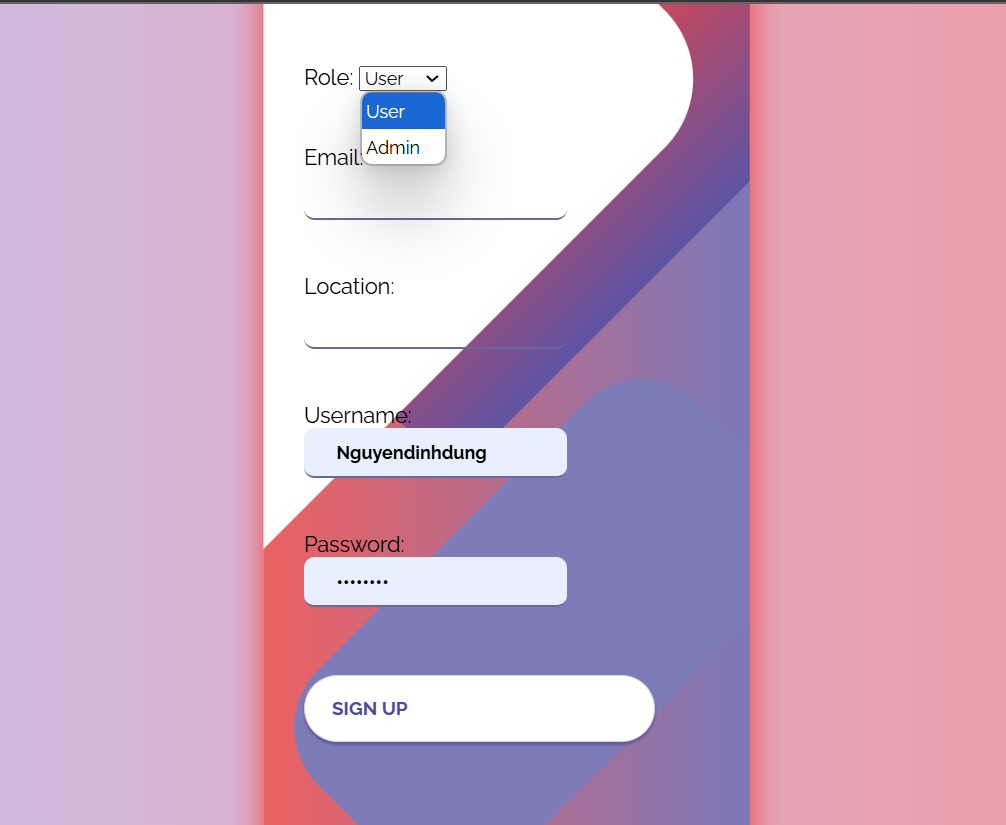 Role: User
User
Admin
Email:
Location:
Username:
Nguyendinhdung
Password:
••••••••
SIGN UP